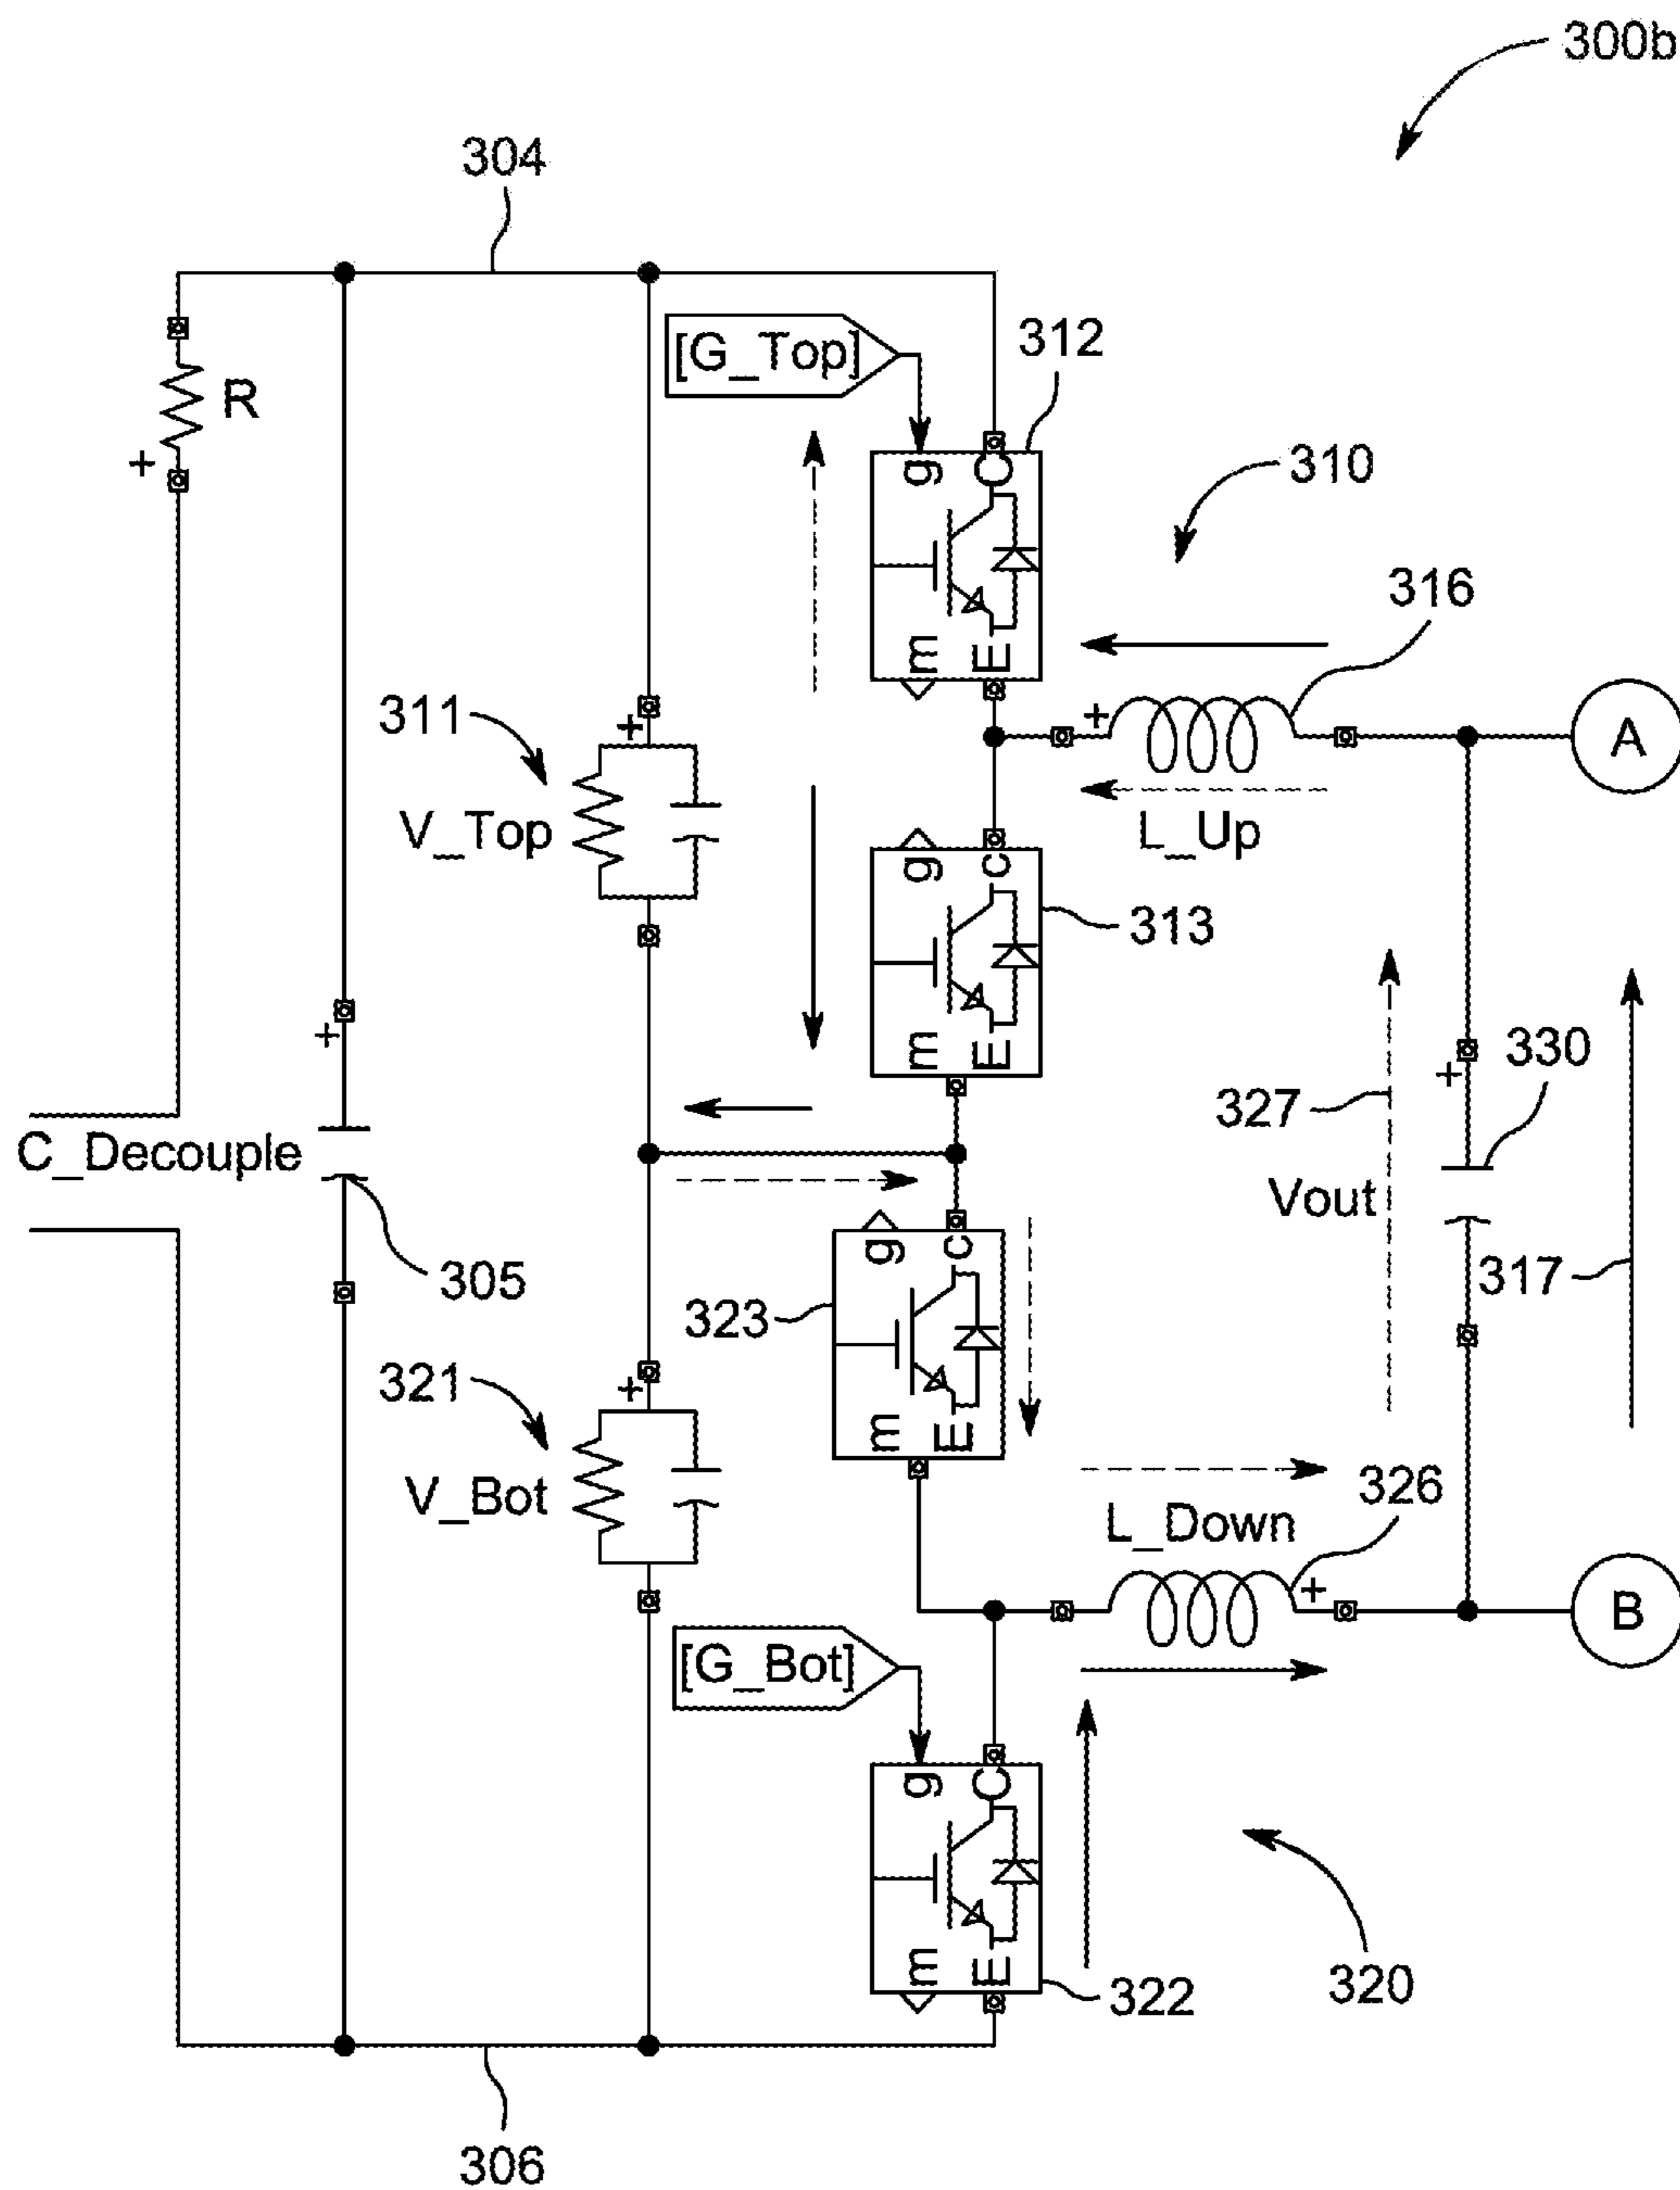 300b
304
[G_Top]
312
R
+
g C
310
m E
316
311
+
+
A
V_Top
L_Up
g c
313
m E
+
+
330
327
C_Decouple
Vout
305
g c
317
323
321
+
m E
326
V_Bot
L_Down
+
B
[G_Bot]
g C
m E
322
320
306